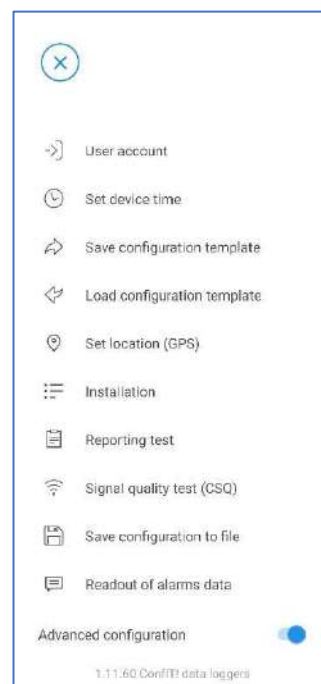 User account
Set device time
Save configuration template
Load configuration template
Set location (GPS)
Installation
Reporting test
Signal quality test (CSQ)
Save configuration to file
Readout of alarms data
Advanced configuration
1.11.60 ConfIT! data loggers